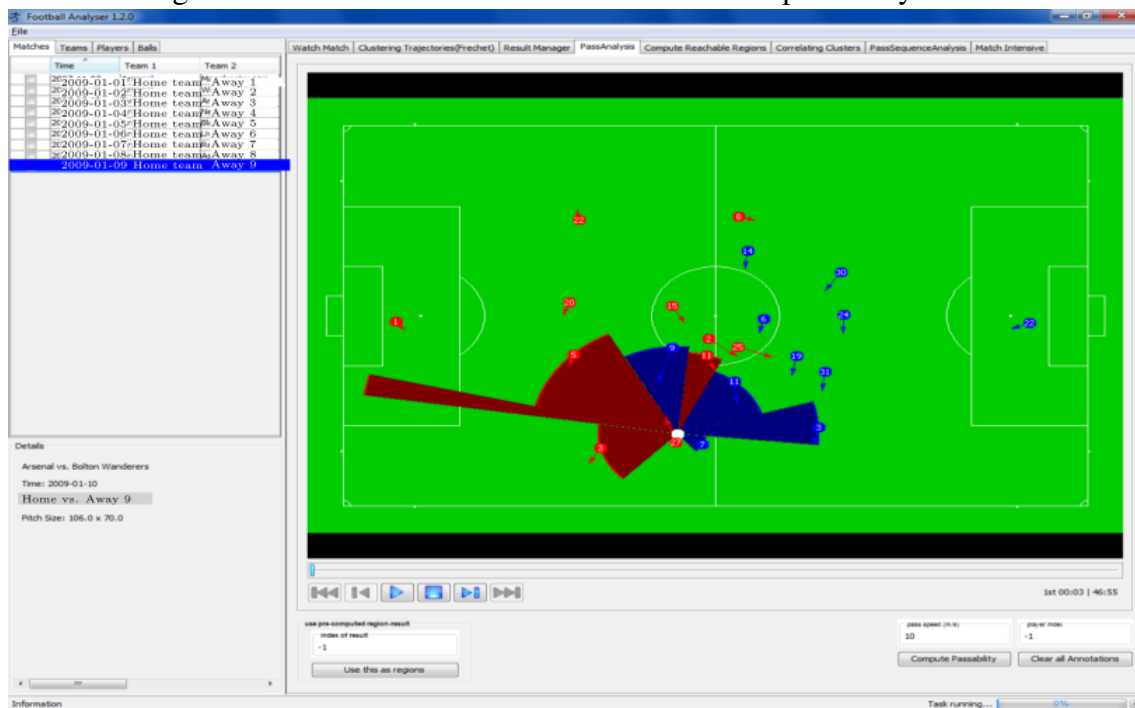 Football Analyser 1.2.0
File
Matches Teams Players Balls
Watch Match Clustering Trajectories(Frechet) Result Manager PassAnalysis Compute Reachable Regions Correlating Clusters PassSequenceAnalysis Match Intensive
Time Team 1 Team 2
2009-01-01 Home team Away 1
2009-01-02 Home team Away 2
2009-01-03 Home team Away 3
2009-01-04 Home team Away 4
2009-01-05 Home team Away 5
2009-01-06 Home team Away 6
2009-01-07 Home team Away 7
2009-01-08 Home team Away 8
2009-01-09 Home team Away 9
22 0
14
30
20 15
1 6 24 22
2
5 9 11 25 19
11 31
3
27 7
3
Details
Arsenal vs. Bolton Wanderers
Time: 2009-01-10
Home vs. Away 9
Pitch Size: 106.0 x 70.0
1st 00:03 | 46:55
use pre-computed region-result
index of result
-1
Use this as regions
pass speed (m/s)
10
player index
-1
Compute Passability Clear all Annotations
Information
Task running... 0%